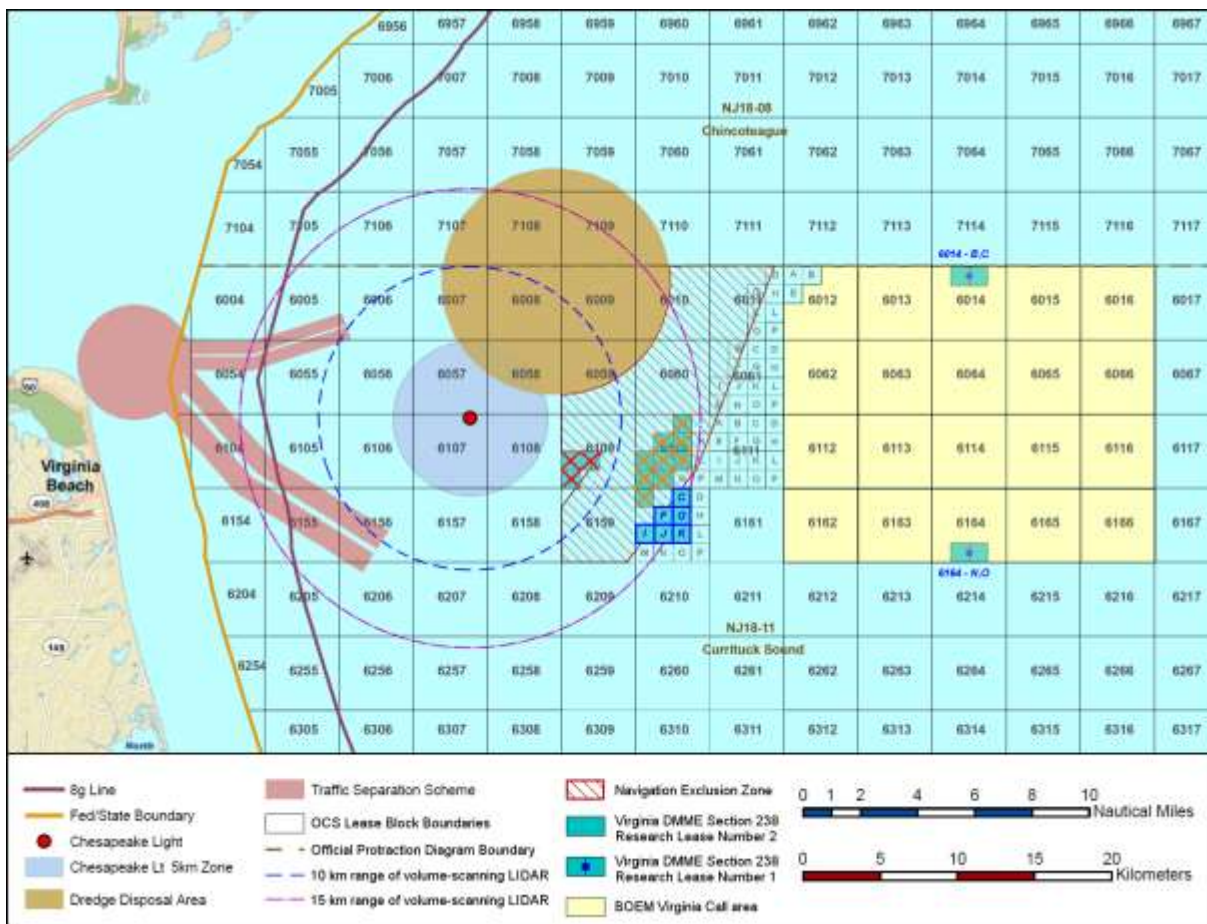 6956 6957 6958 6959 6960 6961 6962 6963 6964 6965 6966 6967
7005 7006 7007 7008 7009 7010 7011 7012 7013 7014 7015 7016 7017
NJ18-08
Chincoteague
7054 7055 7056 7057 7058 7059 7060 7061 7062 7063 7064 7065 7066 7067
7104 7105 7106 7107 7108 7109 7110 7111 7112 7113 7114 7115 7116 7117
6014 - B,C
6004 6005 6006 6007 6008 6009 6010 6011 6012 6013 6014 6015 6016 6017
6054 6055 6056 6057 6058 6059 6060 6061 6062 6063 6064 6065 6066 6067
6104 6105 6106 6107 6108 6109 6111 6112 6113 6114 6115 6116 6117
Virginia
Beach
6154 6155 6156 6157 6158 6159 6161 6162 6163 6164 6165 6166 6167
6164 - N,O
6204 6205 6206 6207 6208 6209 6210 6211 6212 6213 6214 6215 6216 6217
NJ18-11
Currituck Sound
6254 6255 6256 6257 6258 6259 6260 6261 6262 6263 6264 6265 6266 6267
6305 6306 6307 6308 6309 6310 6311 6312 6313 6314 6315 6316 6317
North
8g Line
Fed/State Boundary
Chesapeake Light
Chesapeake Lt 5km Zone
Dredge Disposal Area
Traffic Separation Scheme
OCS Lease Block Boundaries
Official Protraction Diagram Boundary
10 km range of volume-scanning LIDAR
15 km range of volume-scanning LIDAR
Navigation Exclusion Zone
Virginia DMME Section 238
Research Lease Number 2
Virginia DMME Section 238
Research Lease Number 1
BOEM Virginia Call area
0 1 2 4 6 8 10
Nautical Miles
0 5 10 15 20
Kilometers